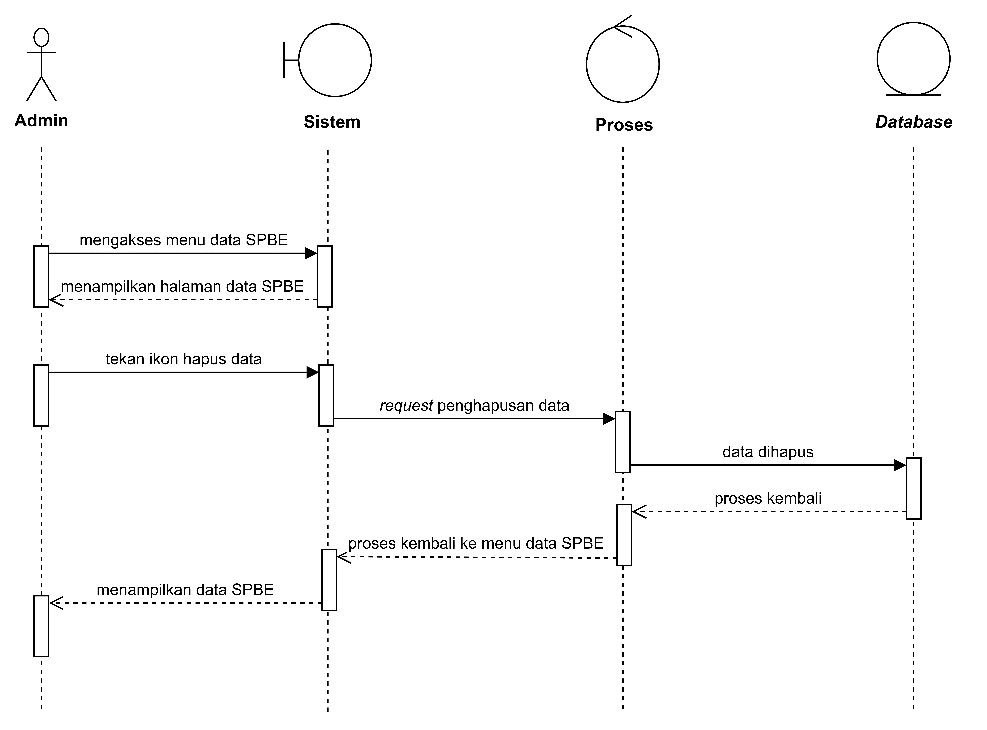 Admin
Sistem
Proses
Database
mengakses menu data SPBE
menampilkan halaman data SPBE
tekan ikon hapus data
request penghapusan data
data dihapus
proses kembali
proses kembali ke menu data SPBE
menampilkan data SPBE